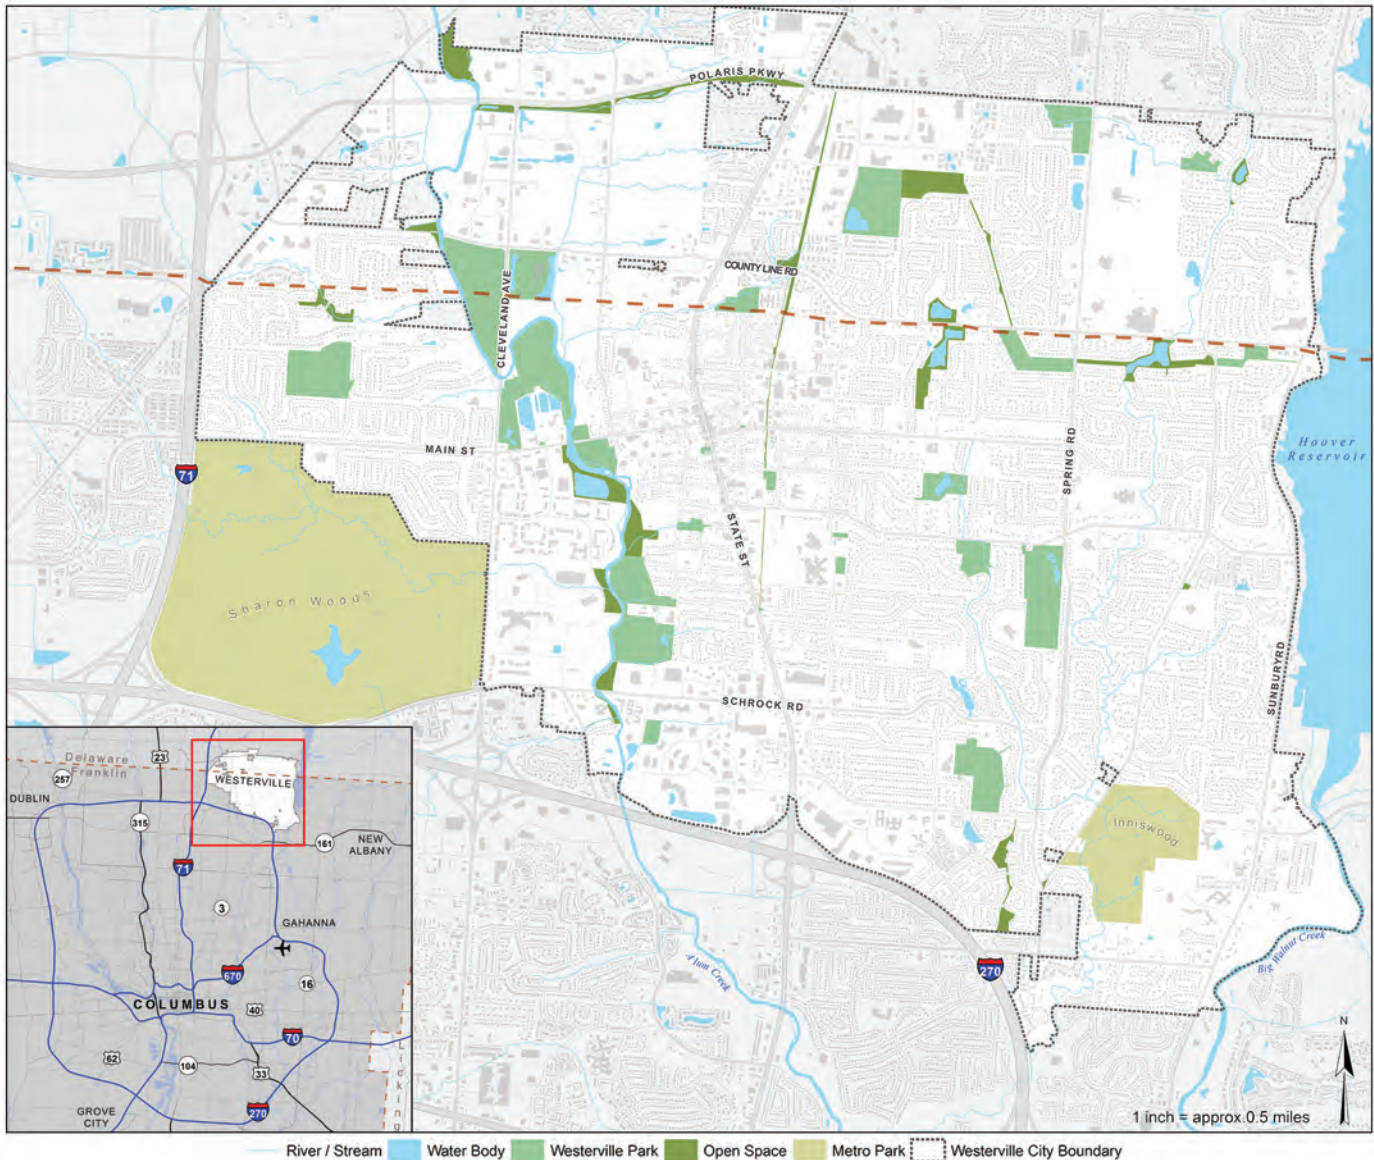 POLARIS PKWY
COUNTY LINE RD
CLEVELAND AVE
MAIN ST
71
Hoover
Reservoir
SPRING RD
STATE ST
Sharon Woods
SUNBURY RD
SCHROCK RD
Inniswood
Big Walnut Creek
Alum Creek
270
N
1 inch = approx 0.5 miles
Delaware
Franklin
23
257
WESTERVILLE
DUBLIN
315
161
NEW
ALBANY
71
3
GAHANNA
670
16
COLUMBUS
40
70
62
104
33
Licking
GROVE
CITY
270
River / Stream
Water Body
Westerville Park
Open Space
Metro Park
Westerville City Boundary